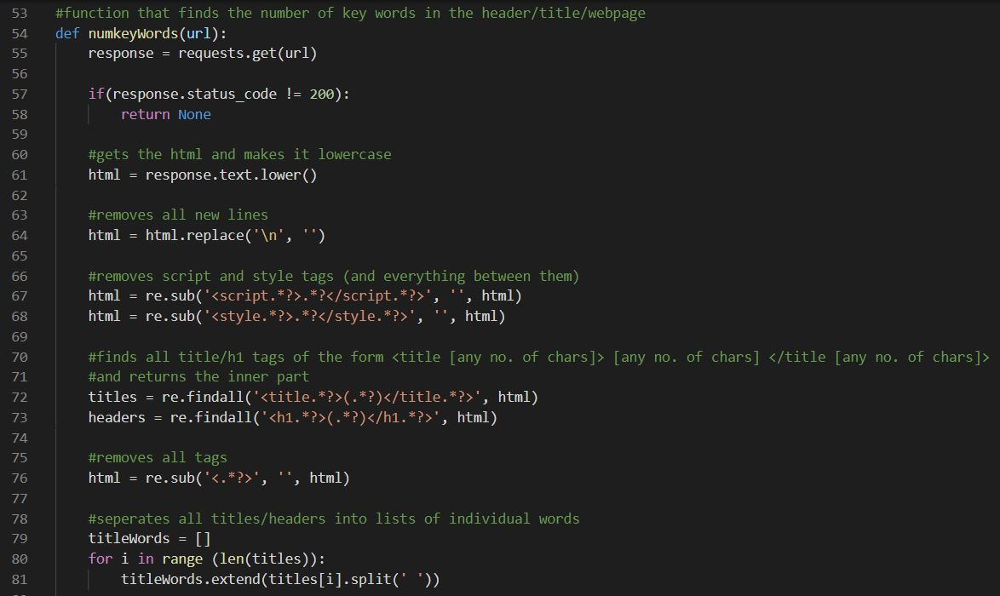 53 #function that finds the number of key words in the header/title/webpage
54 def numkeyWords(url):
55     response = requests.get(url)
56
57     if(response.status_code != 200):
58         return None
59
60     #gets the html and makes it lowercase
61     html = response.text.lower()
62
63     #removes all new lines
64     html = html.replace('\n', '')
65
66     #removes script and style tags (and everything between them)
67     html = re.sub('<script.*?>.*?</script.*?>', '', html)
68     html = re.sub('<style.*?>.*?</style.*?>', '', html)
69
70     #finds all title/h1 tags of the form <title [any no. of chars]> [any no. of chars] </title [any no. of chars]>
71     #and returns the inner part
72     titles = re.findall('<title.*?>(.*?)</title.*?>', html)
73     headers = re.findall('<h1.*?>(.*?)</h1.*?>', html)
74
75     #removes all tags
76     html = re.sub('<.*?>', '', html)
77
78     #seperates all titles/headers into lists of individual words
79     titleWords = []
80     for i in range (len(titles)):
81         titleWords.extend(titles[i].split(' '))